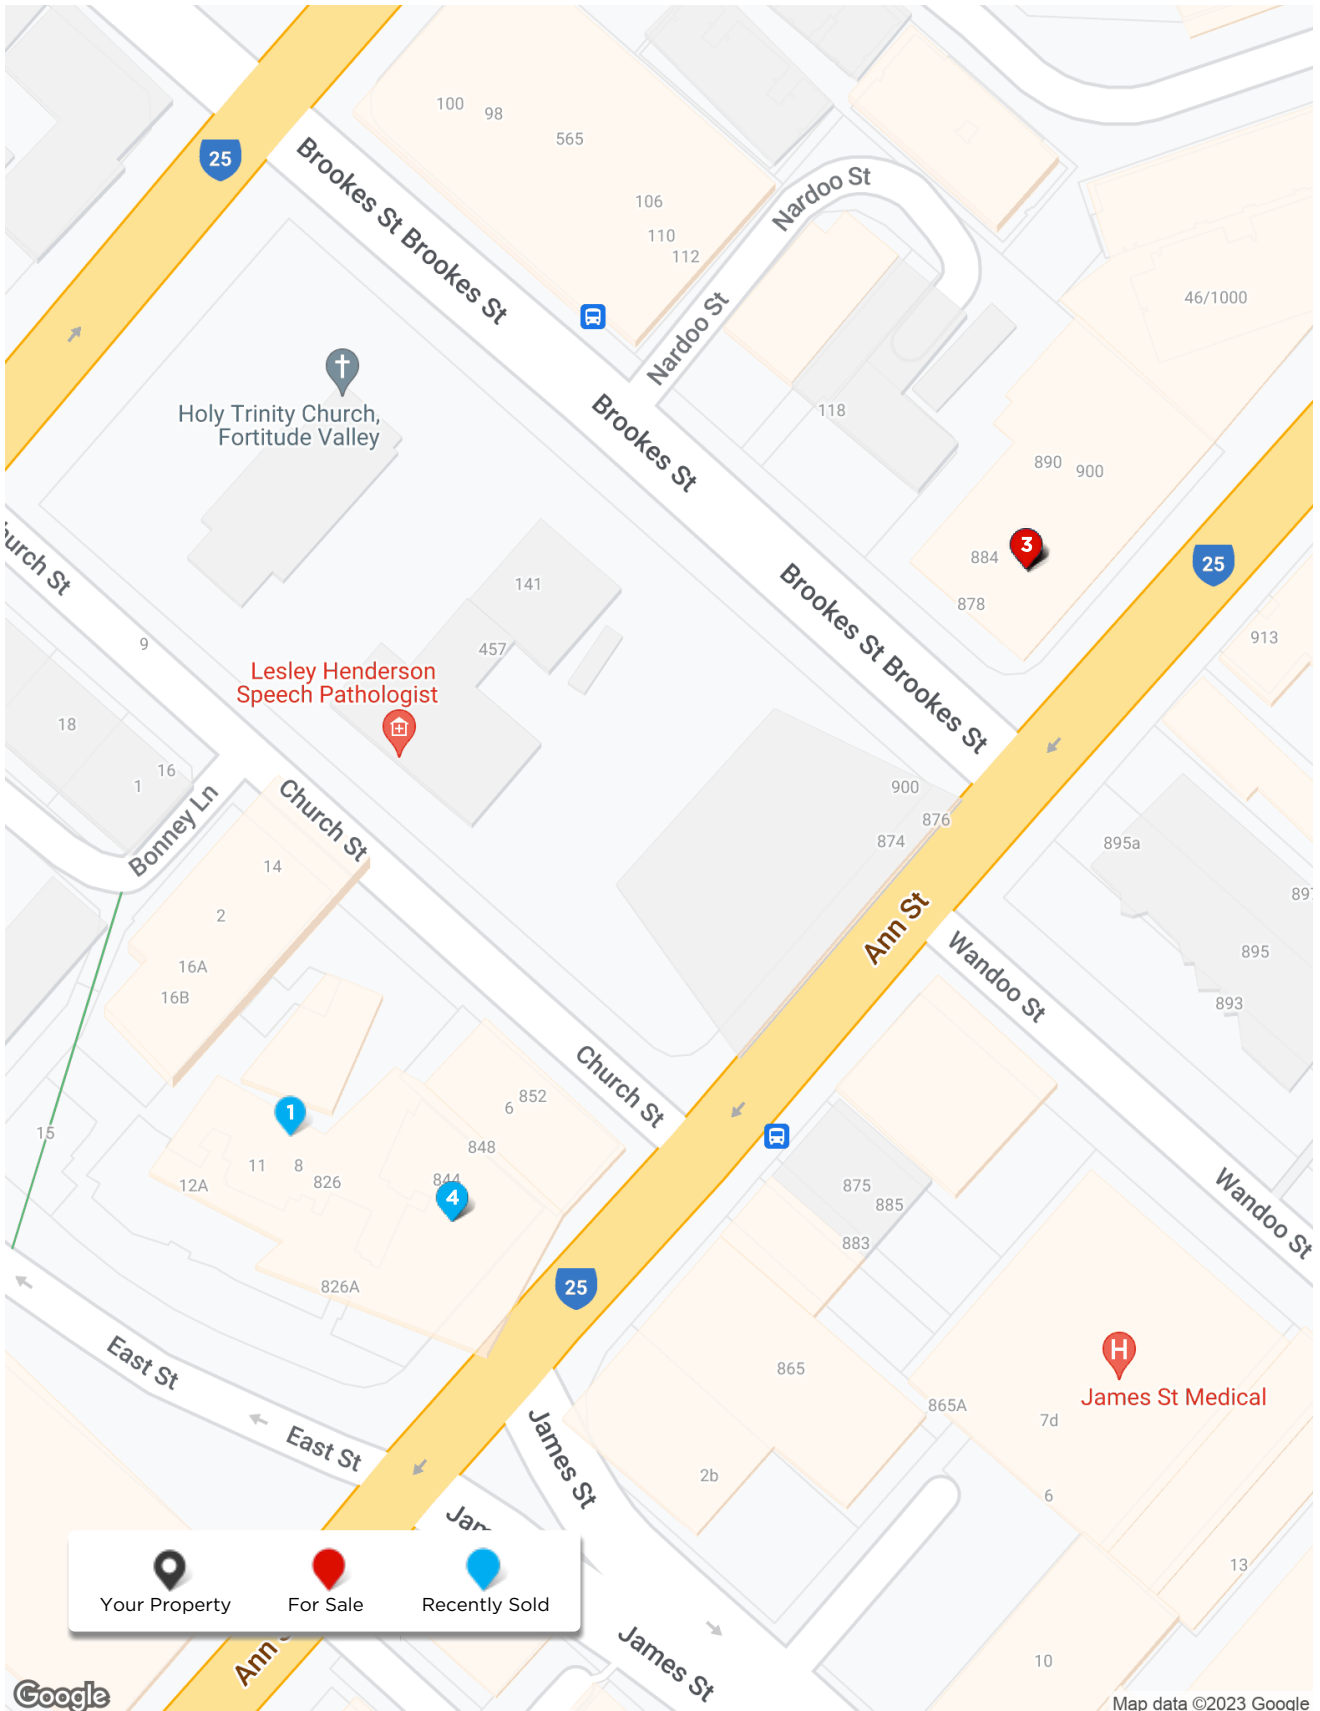 100
98
565
25
Brookes St Brookes St
106
110
112
Nardoo St
Nardoo St
46/1000
Holy Trinity Church,
Fortitude Valley
Brookes St
118
890
900
884
3
878
25
913
Church St
141
457
9
Lesley Henderson
Speech Pathologist
Brookes St Brookes St
18
16
1
Bonney Ln
Church St
14
2
16A
16B
900
876
874
895a
895
893
Ann St
Wandoo St
Church St
852
6
848
844
1
4
11
8
826
12A
15
826A
875
885
883
Wandoo St
25
East St
East St
James St
865
865A
2b
7d
6
H
James St Medical
13
10
James St
Your Property
For Sale
Recently Sold
Ann
Google
Map data ©2023 Google